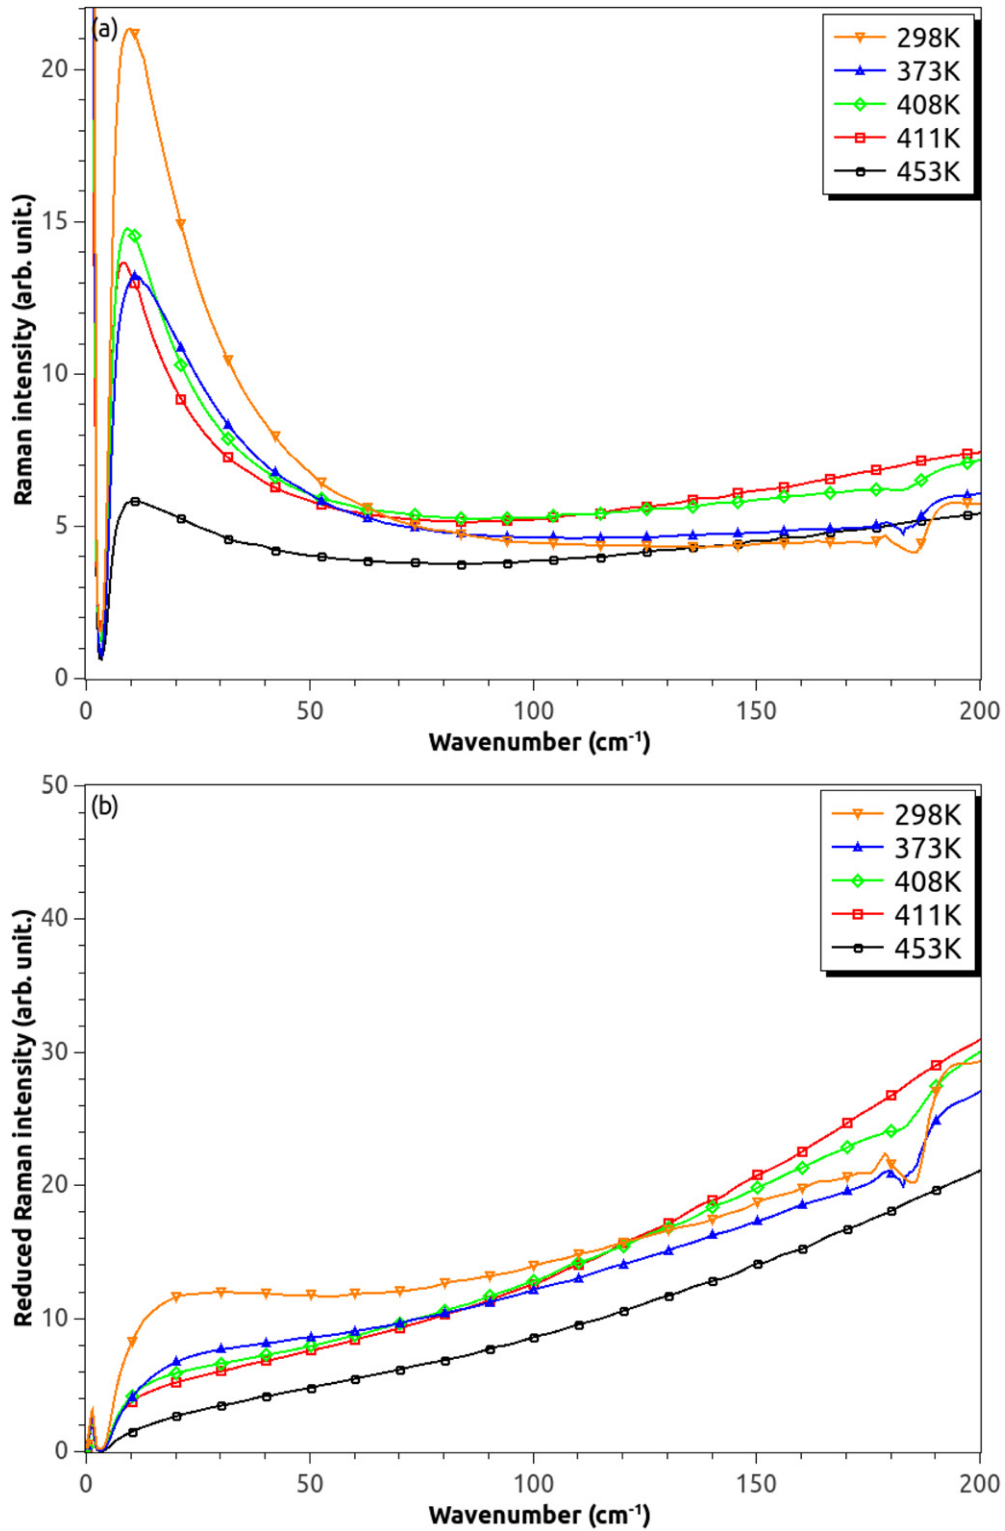 (a)
298K
373K
408K
411K
453K
20
15
10
5
0
Raman intensity (arb. unit.)
0 50 100 150 200
Wavenumber (cm⁻¹)
(b)
298K
373K
408K
411K
453K
50
40
30
20
10
0
Reduced Raman intensity (arb. unit.)
0 50 100 150 200
Wavenumber (cm⁻¹)